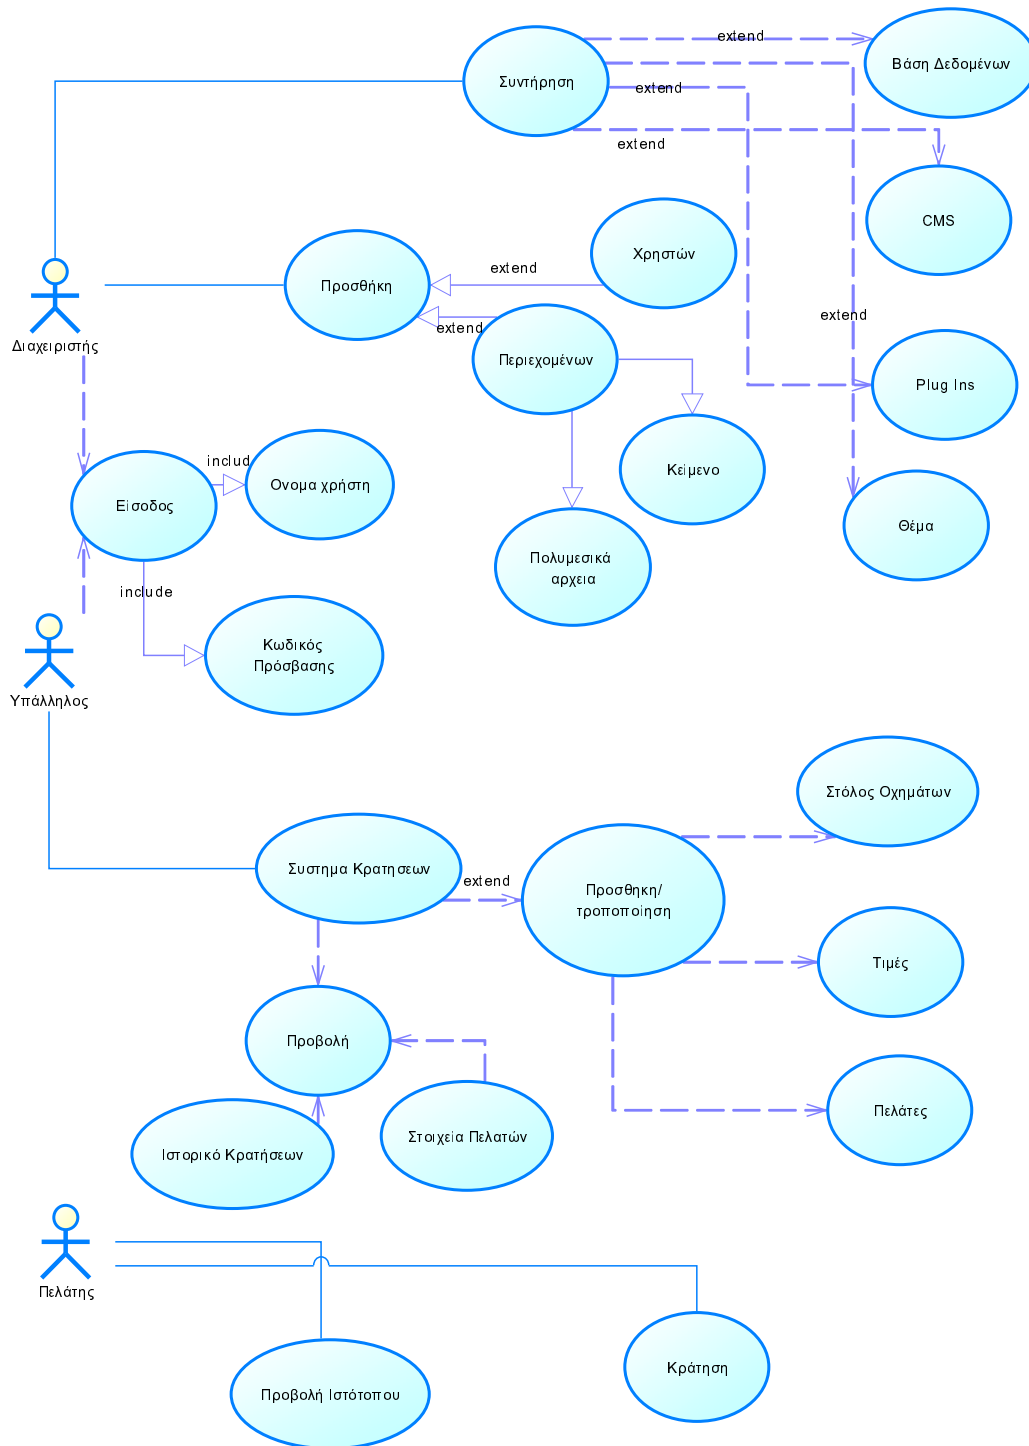 extend
Βάση Δεδομένων
Συντήρηση
extend
extend
CMS
Χρηστών
extend
Προσθήκη
extend
extend
Διαχειριστής
Περιεχομένων
Plug Ins
includ
Κείμενο
Ονομα χρήστη
Είσοδος
Θέμα
Πολυμεσικά
αρχεια
include
Κωδικός
Πρόσβασης
Υπάλληλος
Στόλος Οχημάτων
Συστημα Κρατησεων
extend
Προσθηκη/
τροποποίηση
Τιμές
Προβολή
Πελάτες
Στοιχεία Πελατών
Ιστορικό Κρατήσεων
Πελάτης
Κράτηση
Προβολή Ιστότοπου